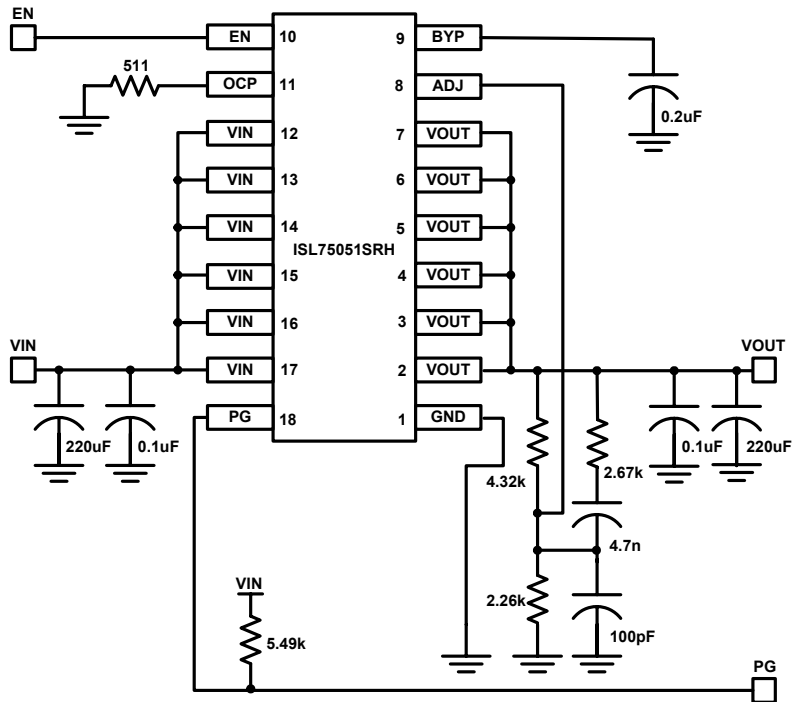 EN
EN 10 9 BYP
511
OCP 11 8 ADJ
0.2uF
VIN 12 7 VOUT
VIN 13 6 VOUT
VIN 14 5 VOUT
ISL75051SRH
VIN 15 4 VOUT
VIN 16 3 VOUT
VIN VOUT
VIN 17 2 VOUT
PG 18 1 GND
220uF 0.1uF 4.32k 2.67k 0.1uF 220uF
4.7n
VIN 2.26k
5.49k 100pF
PG